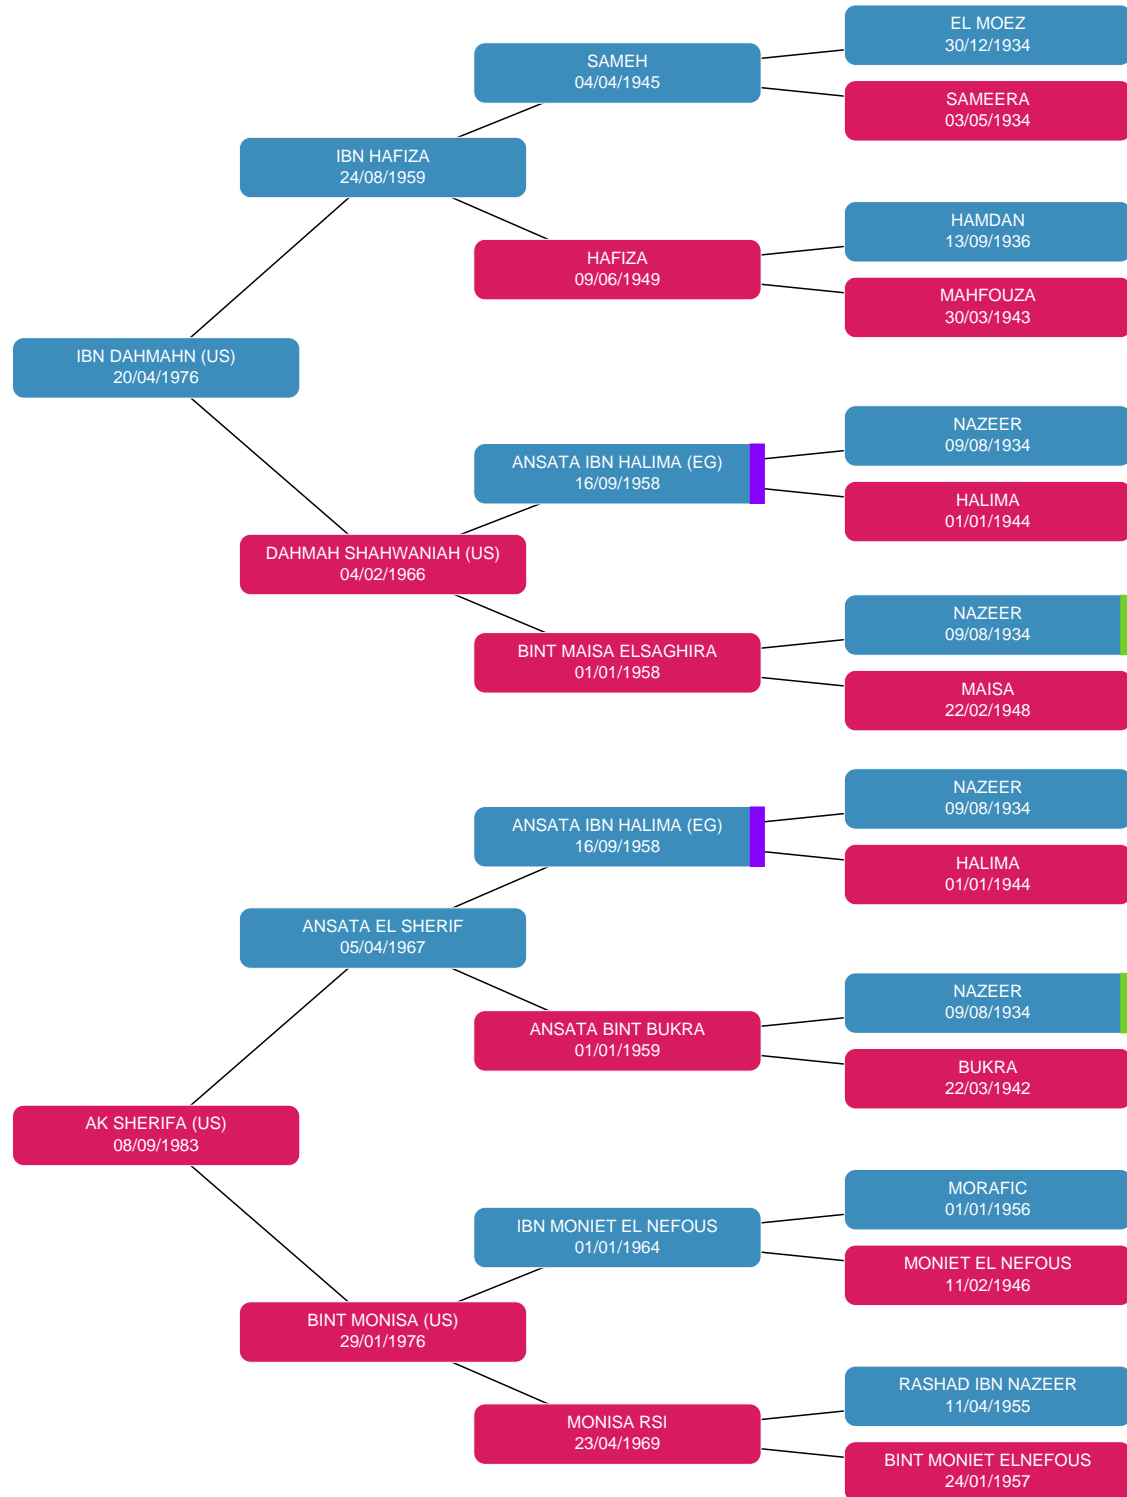 EL MOEZ
30/12/1934
SAMEH
04/04/1945
SAMEERA
03/05/1934
IBN HAFIZA
24/08/1959
HAMDAN
13/09/1936
HAFIZA
09/06/1949
MAHFOUZA
30/03/1943
IBN DAHMAHN (US)
20/04/1976
NAZEER
09/08/1934
ANSATA IBN HALIMA (EG)
16/09/1958
HALIMA
01/01/1944
DAHMAH SHAHWANIAH (US)
04/02/1966
NAZEER
09/08/1934
BINT MAISA ELSAGHIRA
01/01/1958
MAISA
22/02/1948
NAZEER
09/08/1934
ANSATA IBN HALIMA (EG)
16/09/1958
HALIMA
01/01/1944
ANSATA EL SHERIF
05/04/1967
NAZEER
09/08/1934
ANSATA BINT BUKRA
01/01/1959
BUKRA
22/03/1942
AK SHERIFA (US)
08/09/1983
MORAFIC
01/01/1956
IBN MONIET EL NEFOUS
01/01/1964
MONIET EL NEFOUS
11/02/1946
BINT MONISA (US)
29/01/1976
RASHAD IBN NAZEER
11/04/1955
MONISA RSI
23/04/1969
BINT MONIET ELNEFOUS
24/01/1957